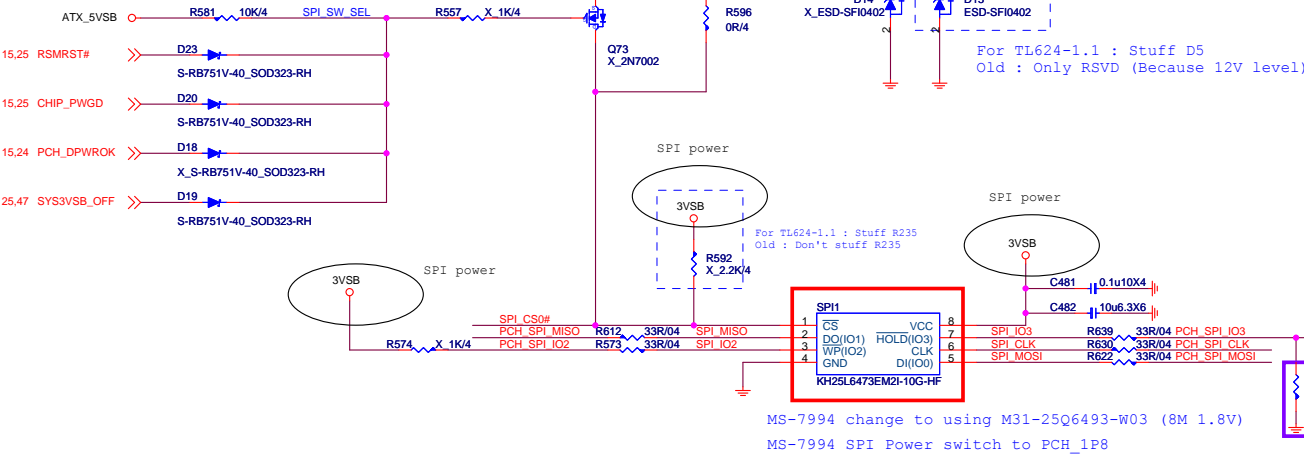 ATX_5VSB
R581
10K/4
SPI_SW_SEL
R557
X_1K/4
Q73
X_2N7002
R596
0R/4
X_ESD-SFI0402
ESD-SFI0402
2
2
For TL624-1.1 : Stuff D5
Old : Only RSVD (Because 12V level)
15,25 RSMRST#
D23
S-RB751V-40_SOD323-RH
15,25 CHIP_PWGD
D20
S-RB751V-40_SOD323-RH
15,24 PCH_DPWROK
D18
X_S-RB751V-40_SOD323-RH
25,47 SYS3VSB_OFF
D19
S-RB751V-40_SOD323-RH
SPI power
3VSB
For TL624-1.1 : Stuff R235
Old : Don't stuff R235
R592
X_2.2K/4
SPI power
3VSB
C481
0.1u10X4
C482
10u6.3X6
SPI power
3VSB
R574
X_1K/4
SPI_CS0#
PCH_SPI_MISO
R612
33R/04
SPI_MISO
PCH_SPI_IO2
R573
33R/04
SPI_IO2
SPI1
1
CS
VCC
8
2
DO(IO1)
HOLD(IO3)
7
3
WP(IO2)
CLK
6
4
GND
DI(IO0)
5
KH25L6473EM2I-10G-HF
SPI_IO3
R639
33R/04
PCH_SPI_IO3
SPI_CLK
R630
33R/04
PCH_SPI_CLK
SPI_MOSI
R622
33R/04
PCH_SPI_MOSI
MS-7994 change to using M31-25Q6493-W03 (8M 1.8V)
MS-7994 SPI Power switch to PCH_1P8